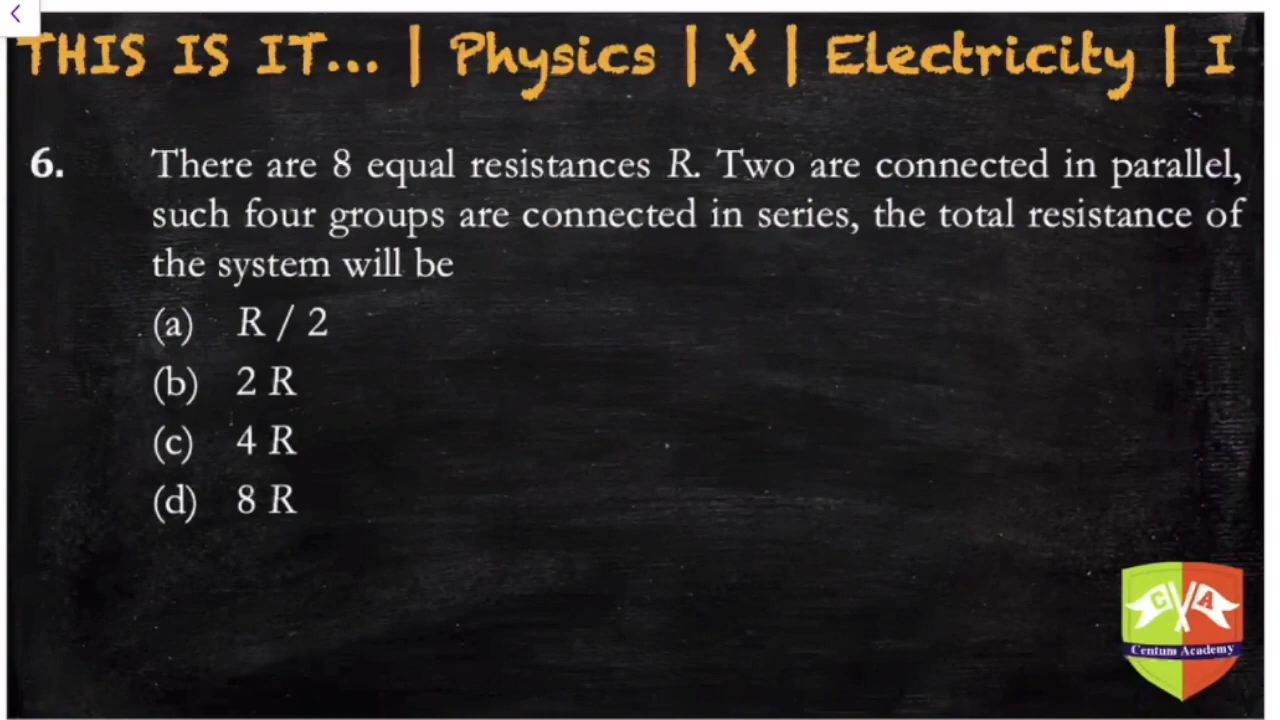 THIS IS IT... | Physics | X | Electricity | I
6. There are 8 equal resistances R. Two are connected in parallel,
such four groups are connected in series, the total resistance of
the system will be
(a) R / 2
(b) 2 R
(c) 4 R
(d) 8 R
C A
Centum Academy